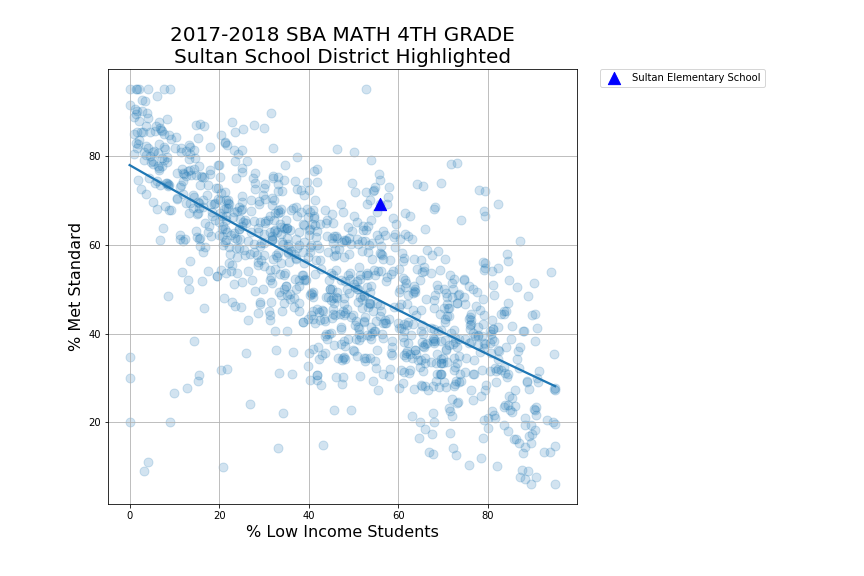 2017-2018 SBA MATH 4TH GRADE
Sultan School District Highlighted
Sultan Elementary School
% Met Standard
80
60
40
20
0 20 40 60 80
% Low Income Students